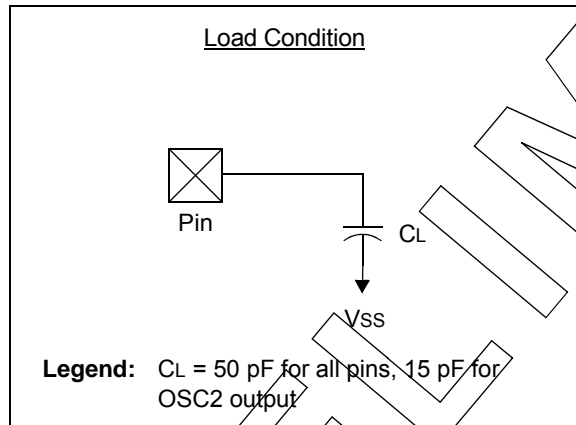 Load Condition
Pin
CL
VSS
Legend: CL = 50 pF for all pins, 15 pF for
OSC2 output